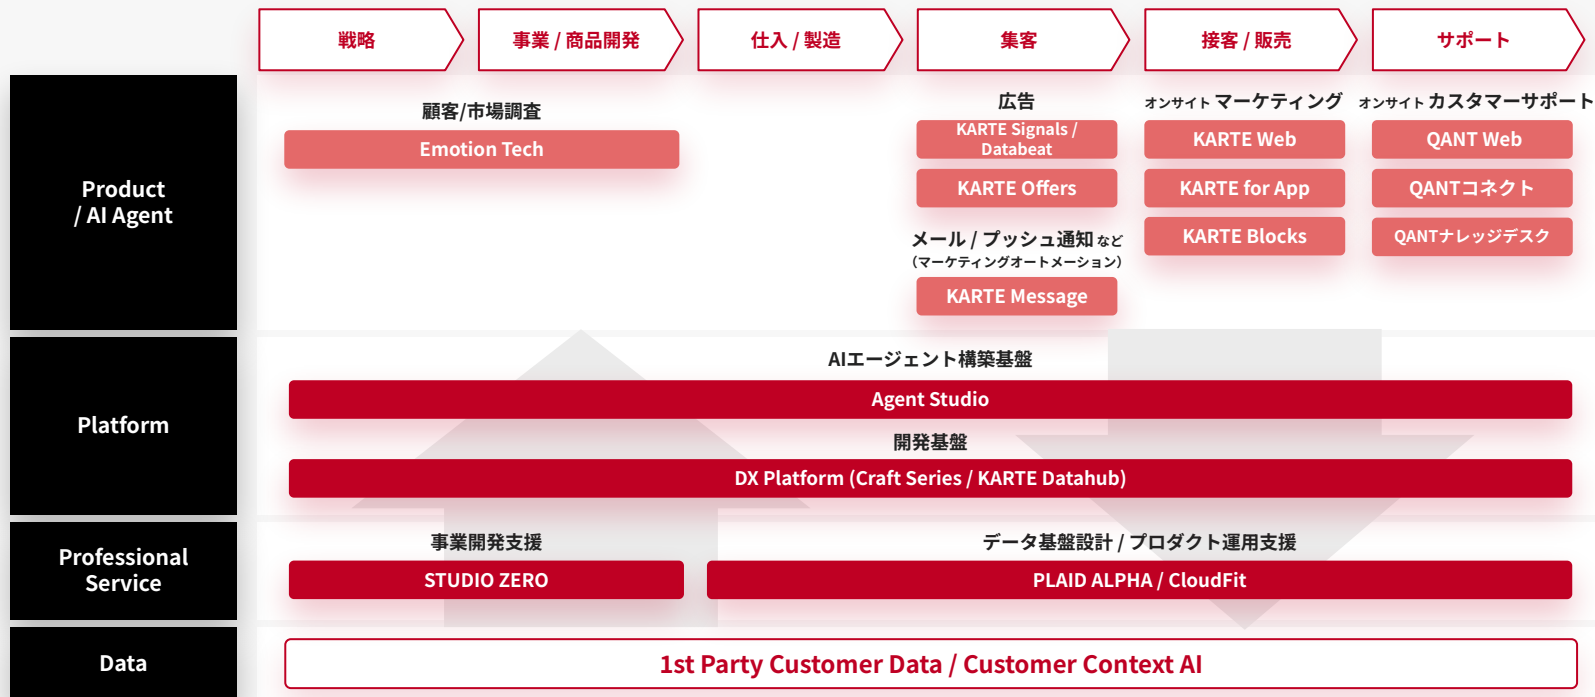 戦略
事業 / 商品開発
仕入 / 製造
集客
接客 / 販売
サポート
Product
/ AI Agent
顧客/市場調査
Emotion Tech
広告
KARTE Signals /
Databeat
KARTE Offers
メール / プッシュ通知 など
（マーケティングオートメーション）
KARTE Message
オンサイト マーケティング
KARTE Web
KARTE for App
KARTE Blocks
オンサイト カスタマーサポート
QANT Web
QANTコネクト
QANTナレッジデスク
Platform
AIエージェント構築基盤
Agent Studio
開発基盤
DX Platform (Craft Series / KARTE Datahub)
Professional
Service
事業開発支援
STUDIO ZERO
データ基盤設計 / プロダクト運用支援
PLAID ALPHA / CloudFit
Data
1st Party Customer Data / Customer Context AI